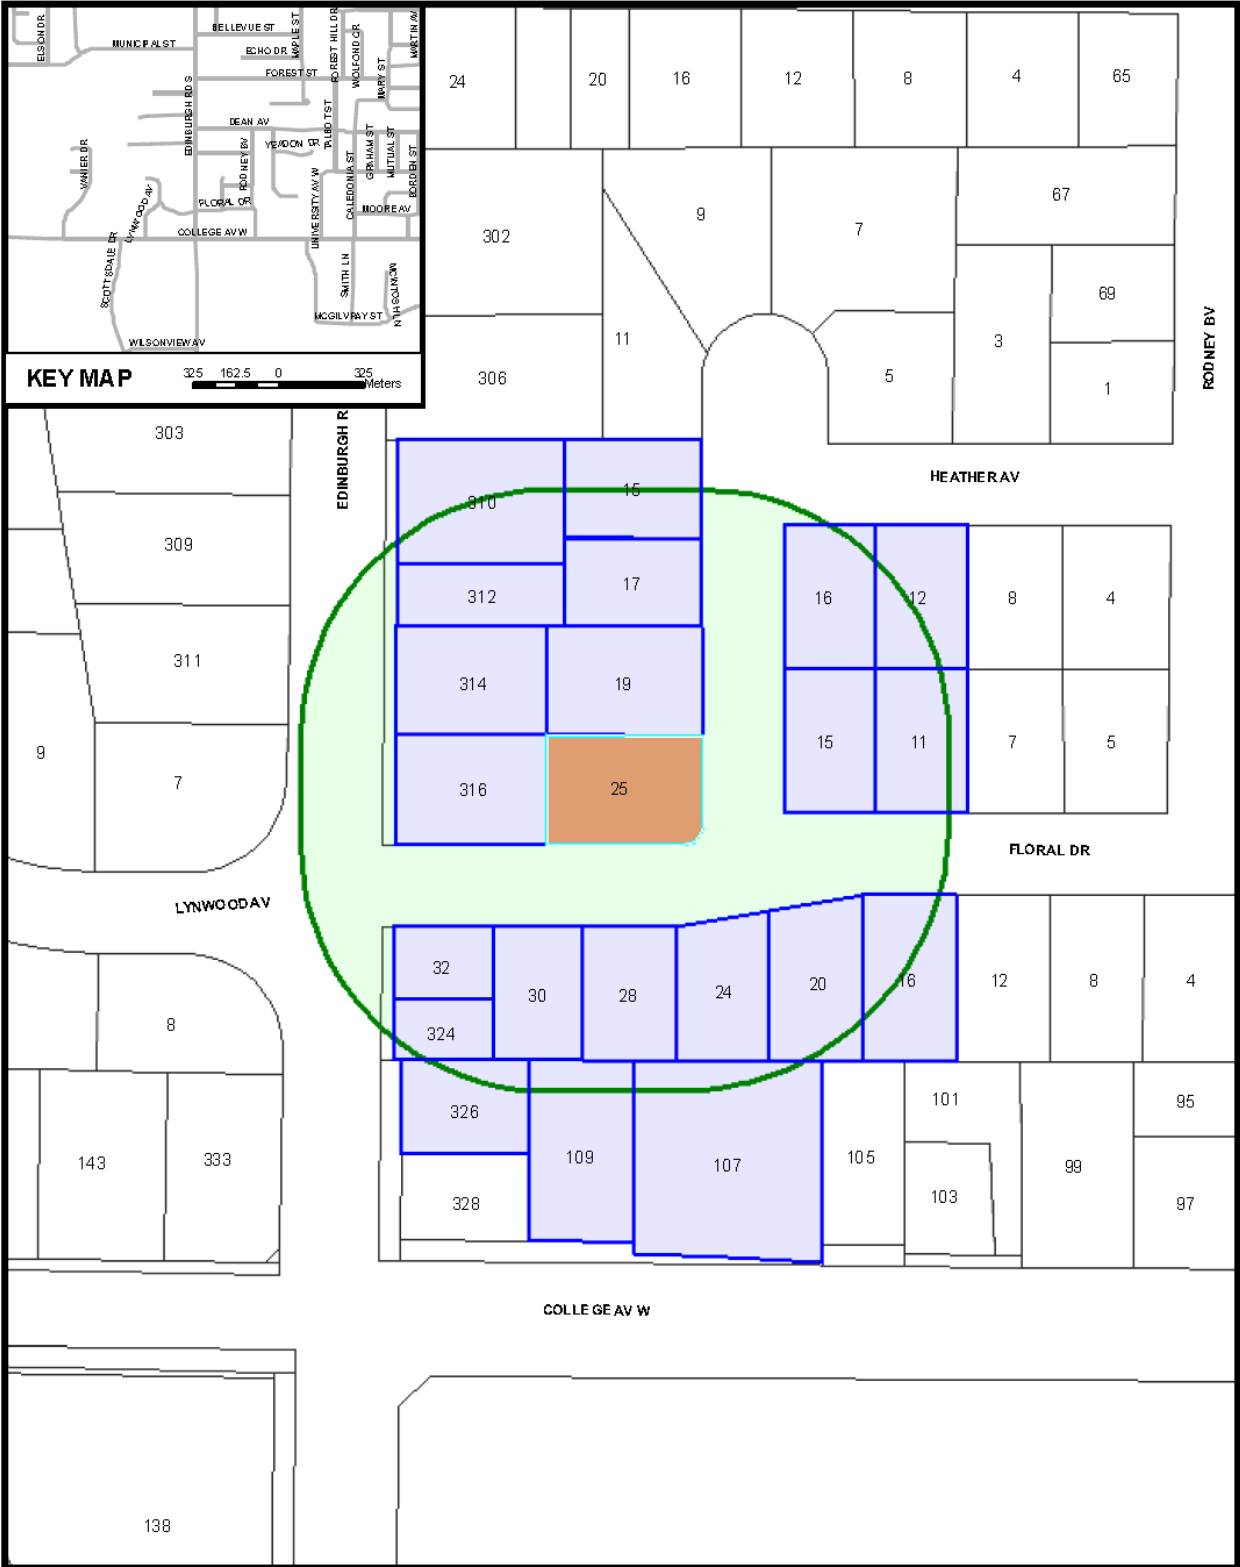 ELSON DR
MUNICIPAL ST
BELLEVUE ST
MAPLE ST
ECHO DR
FOREST HILL DR
WOLFOND CR
MARTIN AV
FOREST ST
MARY ST
EDINBURGH RD S
DEAN AV
TALBOT ST
YEADON DR
VANIER DR
RODNEY BV
GRAHAM ST
MUTUAL ST
BORDEN ST
CALEDONIA ST
UNIVERSITY AV W
LYNWOOD AV
FLORAL DR
MOORE AV
COLLEGE AV W
SCOTTSDALE DR
SMITH LN
MCINTOSH LN
MCGILVRAY ST
WILSONVIEW AV
KEY MAP
325 162.5 0 325
Meters
24 20 16 12 8 4 65
302 9 7 67
69
11 3
306 5 1
RODNEY BV
303
EDINBURGH R
HEATHER AV
310 15
309
312 17 16 12 8 4
311
314 19
9 7 316 25 15 11 7 5
FLORAL DR
LYNWOOD AV
32 30 28 24 20 16 12 8 4
8 324
326 101 95
143 333 109 107 105 99
328 103 97
COLLEGE AV W
138